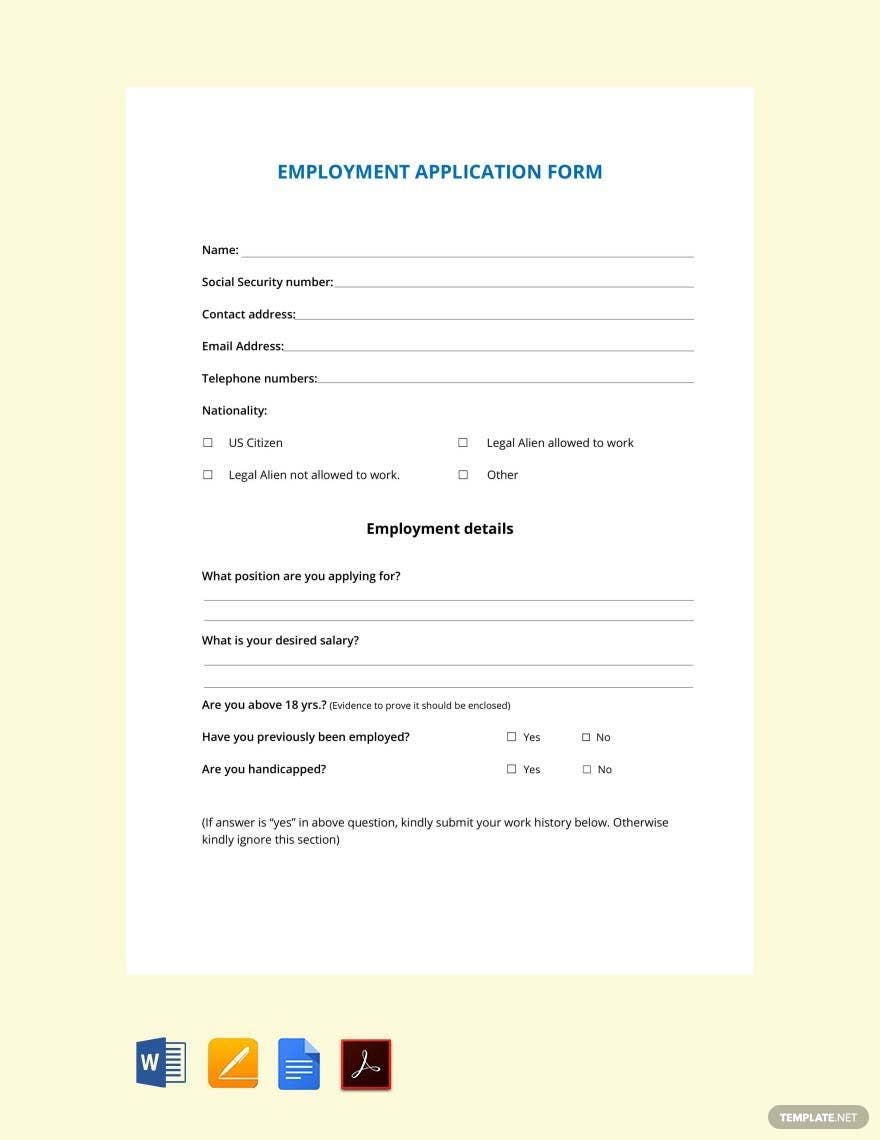 EMPLOYMENT APPLICATION FORM
Name:
Social Security number:
Contact address:
Email Address:
Telephone numbers:
Nationality:
☐ US Citizen ☐ Legal Alien allowed to work
☐ Legal Alien not allowed to work. ☐ Other
Employment details
What position are you applying for?
What is your desired salary?
Are you above 18 yrs.? (Evidence to prove it should be enclosed)
Have you previously been employed? ☐ Yes ☐ No
Are you handicapped? ☐ Yes ☐ No
(If answer is “yes” in above question, kindly submit your work history below. Otherwise
kindly ignore this section)
W
TEMPLATE.NET